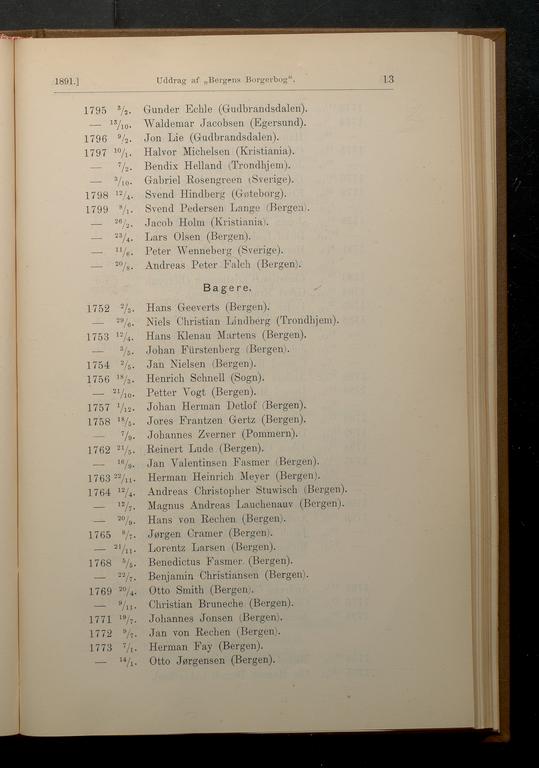 1891.] Uddrag af „Bergens Borgerbog“. 13
1795 3/2. Gunder Echle (Gudbrandsdalen).
— 13/10. Waldemar Jacobsen (Egersund).
1796 9/2. Jon Lie (Gudbrandsdalen).
1797 10/1. Halvor Michelsen (Kristiania).
— 7/2. Bendix Helland (Trondhjem).
— 3/10. Gabriel Rosengreen (Sverige).
1798 12/4. Svend Hindberg (Gøteborg).
1799 8/1. Svend Pedersen Lange (Bergen).
— 26/2. Jacob Holm (Kristiania).
— 23/4. Lars Olsen (Bergen).
— 11/6. Peter Wenneberg (Sverige).
— 20/8. Andreas Peter Falch (Bergen).
Bagere.
1752 2/5. Hans Geeverts (Bergen).
— 29/6. Niels Christian Lindberg (Trondhjem).
1753 12/4. Hans Klenau Martens (Bergen).
— 3/5. Johan Fürstenberg (Bergen).
1754 2/5. Jan Nielsen (Bergen).
1756 18/3. Henrich Schnell (Sogn).
— 21/10. Petter Vogt (Bergen).
1757 1/12. Johan Herman Detlof (Bergen).
1758 18/5. Jores Frantzen Gertz (Bergen).
— 7/9. Johannes Zverner (Pommern).
1762 21/5. Reinert Lude (Bergen).
— 16/9. Jan Valentinsen Fasmer (Bergen).
1763 22/11. Herman Heinrich Meyer (Bergen).
1764 12/4. Andreas Christopher Stuwisch (Bergen).
— 12/7. Magnus Andreas Lauchenauv (Bergen).
— 20/9. Hans von Rechen (Bergen).
1765 8/7. Jørgen Cramer (Bergen).
— 21/11. Lorentz Larsen (Bergen).
1768 5/5. Benedictus Fasmer (Bergen).
— 22/7. Benjamin Christiansen (Bergen).
1769 20/4. Otto Smith (Bergen).
— 9/11. Christian Bruneche (Bergen).
1771 19/7. Johannes Jonsen (Bergen).
1772 9/7. Jan von Rechen (Bergen).
1773 7/1. Herman Fay (Bergen).
— 14/1. Otto Jørgensen (Bergen).